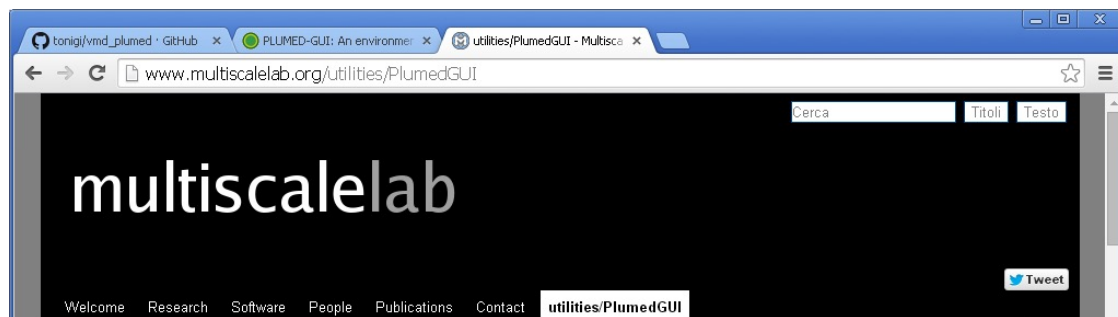 tonigi/vmd_plumed · GitHub PLUMED-GUI: An environmer utilities/PlumedGUI - Multisca
www.multiscalelab.org/utilities/PlumedGUI
Cerca Titoli Testo
multiscalelab
Tweet
Welcome Research Software People Publications Contact utilities/PlumedGUI